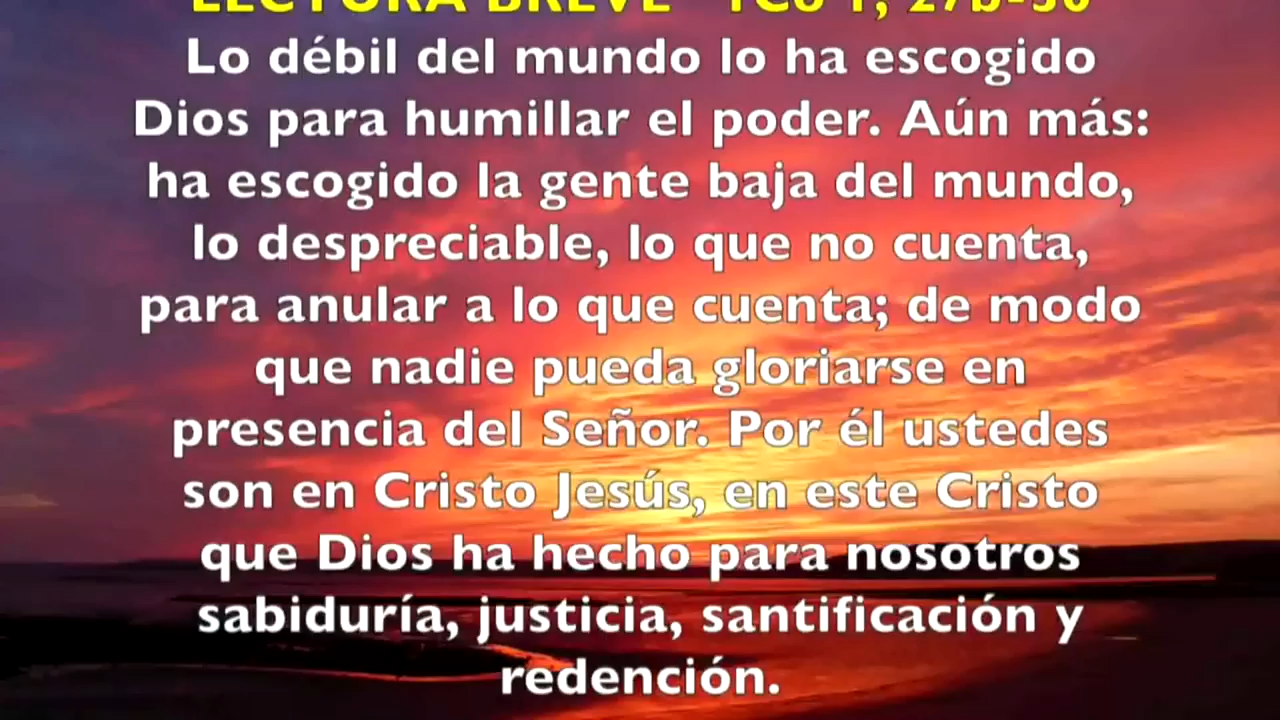 LECTURA BREVE 1Co 1, 27b-30
Lo débil del mundo lo ha escogido
Dios para humillar el poder. Aún más:
ha escogido la gente baja del mundo,
lo despreciable, lo que no cuenta,
para anular a lo que cuenta; de modo
que nadie pueda gloriarse en
presencia del Señor. Por él ustedes
son en Cristo Jesús, en este Cristo
que Dios ha hecho para nosotros
sabiduría, justicia, santificación y
redención.